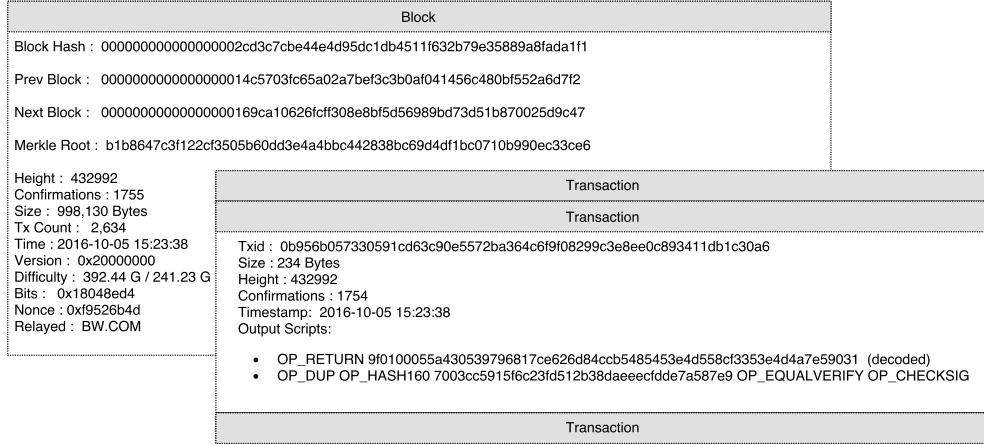 Block
Block Hash :  000000000000000002cd3c7cbe44e4d95dc1db4511f632b79e35889a8fada1f1
Prev Block :  0000000000000000014c5703fc65a02a7bef3c3b0af041456c480bf552a6d7f2
Next Block :  00000000000000000169ca10626fcff308e8bf5d56989bd73d51b870025d9c47
Merkle Root :  b1b8647c3f122cf3505b60dd3e4a4bbc442838bc69d4df1bc0710b990ec33ce6
Height :  432992
Confirmations : 1755
Size :  998,130 Bytes
Tx Count :   2,634
Time : 2016-10-05 15:23:38
Version :  0x20000000
Difficulty :  392.44 G / 241.23 G
Bits :   0x18048ed4
Nonce : 0xf9526b4d
Relayed :  BW.COM
Transaction
Transaction
Txid :  0b956b057330591cd63c90e5572ba364c6f9f08299c3e8ee0c893411db1c30a6
Size : 234 Bytes
Height : 432992
Confirmations : 1754
Timestamp:  2016-10-05 15:23:38
Output Scripts:
•   OP_RETURN 9f0100055a430539796817ce626d84ccb5485453e4d558cf3353e4d4a7e59031  (decoded)
•   OP_DUP OP_HASH160 7003cc5915f6c23fd512b38daeeecfdde7a587e9 OP_EQUALVERIFY OP_CHECKSIG
Transaction